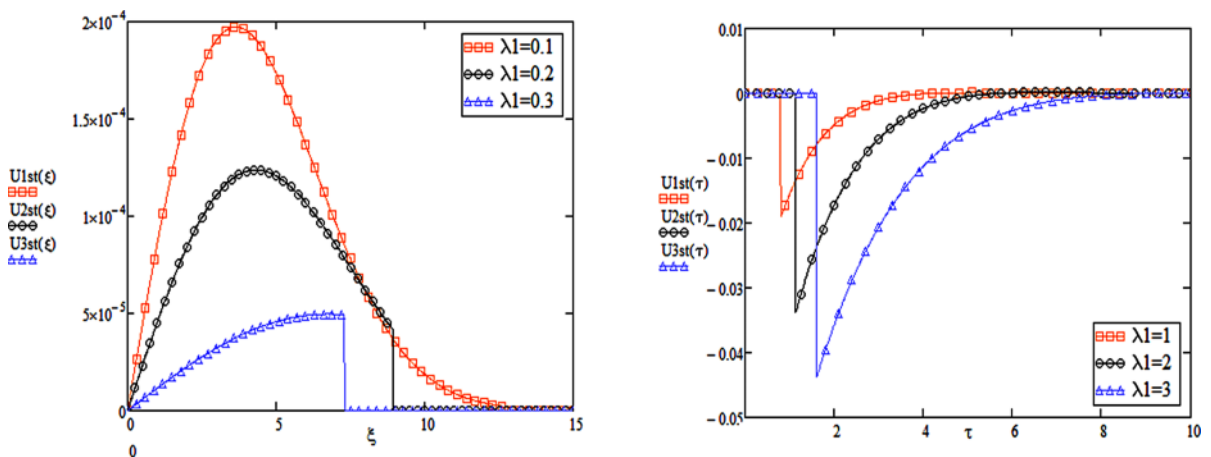 2×10⁻⁴
1.5×10⁻⁴
1×10⁻⁴
5×10⁻⁵
0
U1st(ξ)
U2st(ξ)
U3st(ξ)
λ1=0.1
λ1=0.2
λ1=0.3
0 5 10 15
0
ξ
0.01
0
−0.01
−0.02
−0.03
−0.04
−0.05
U1st(τ)
U2st(τ)
U3st(τ)
λ1=1
λ1=2
λ1=3
2 4 6 8 10
τ